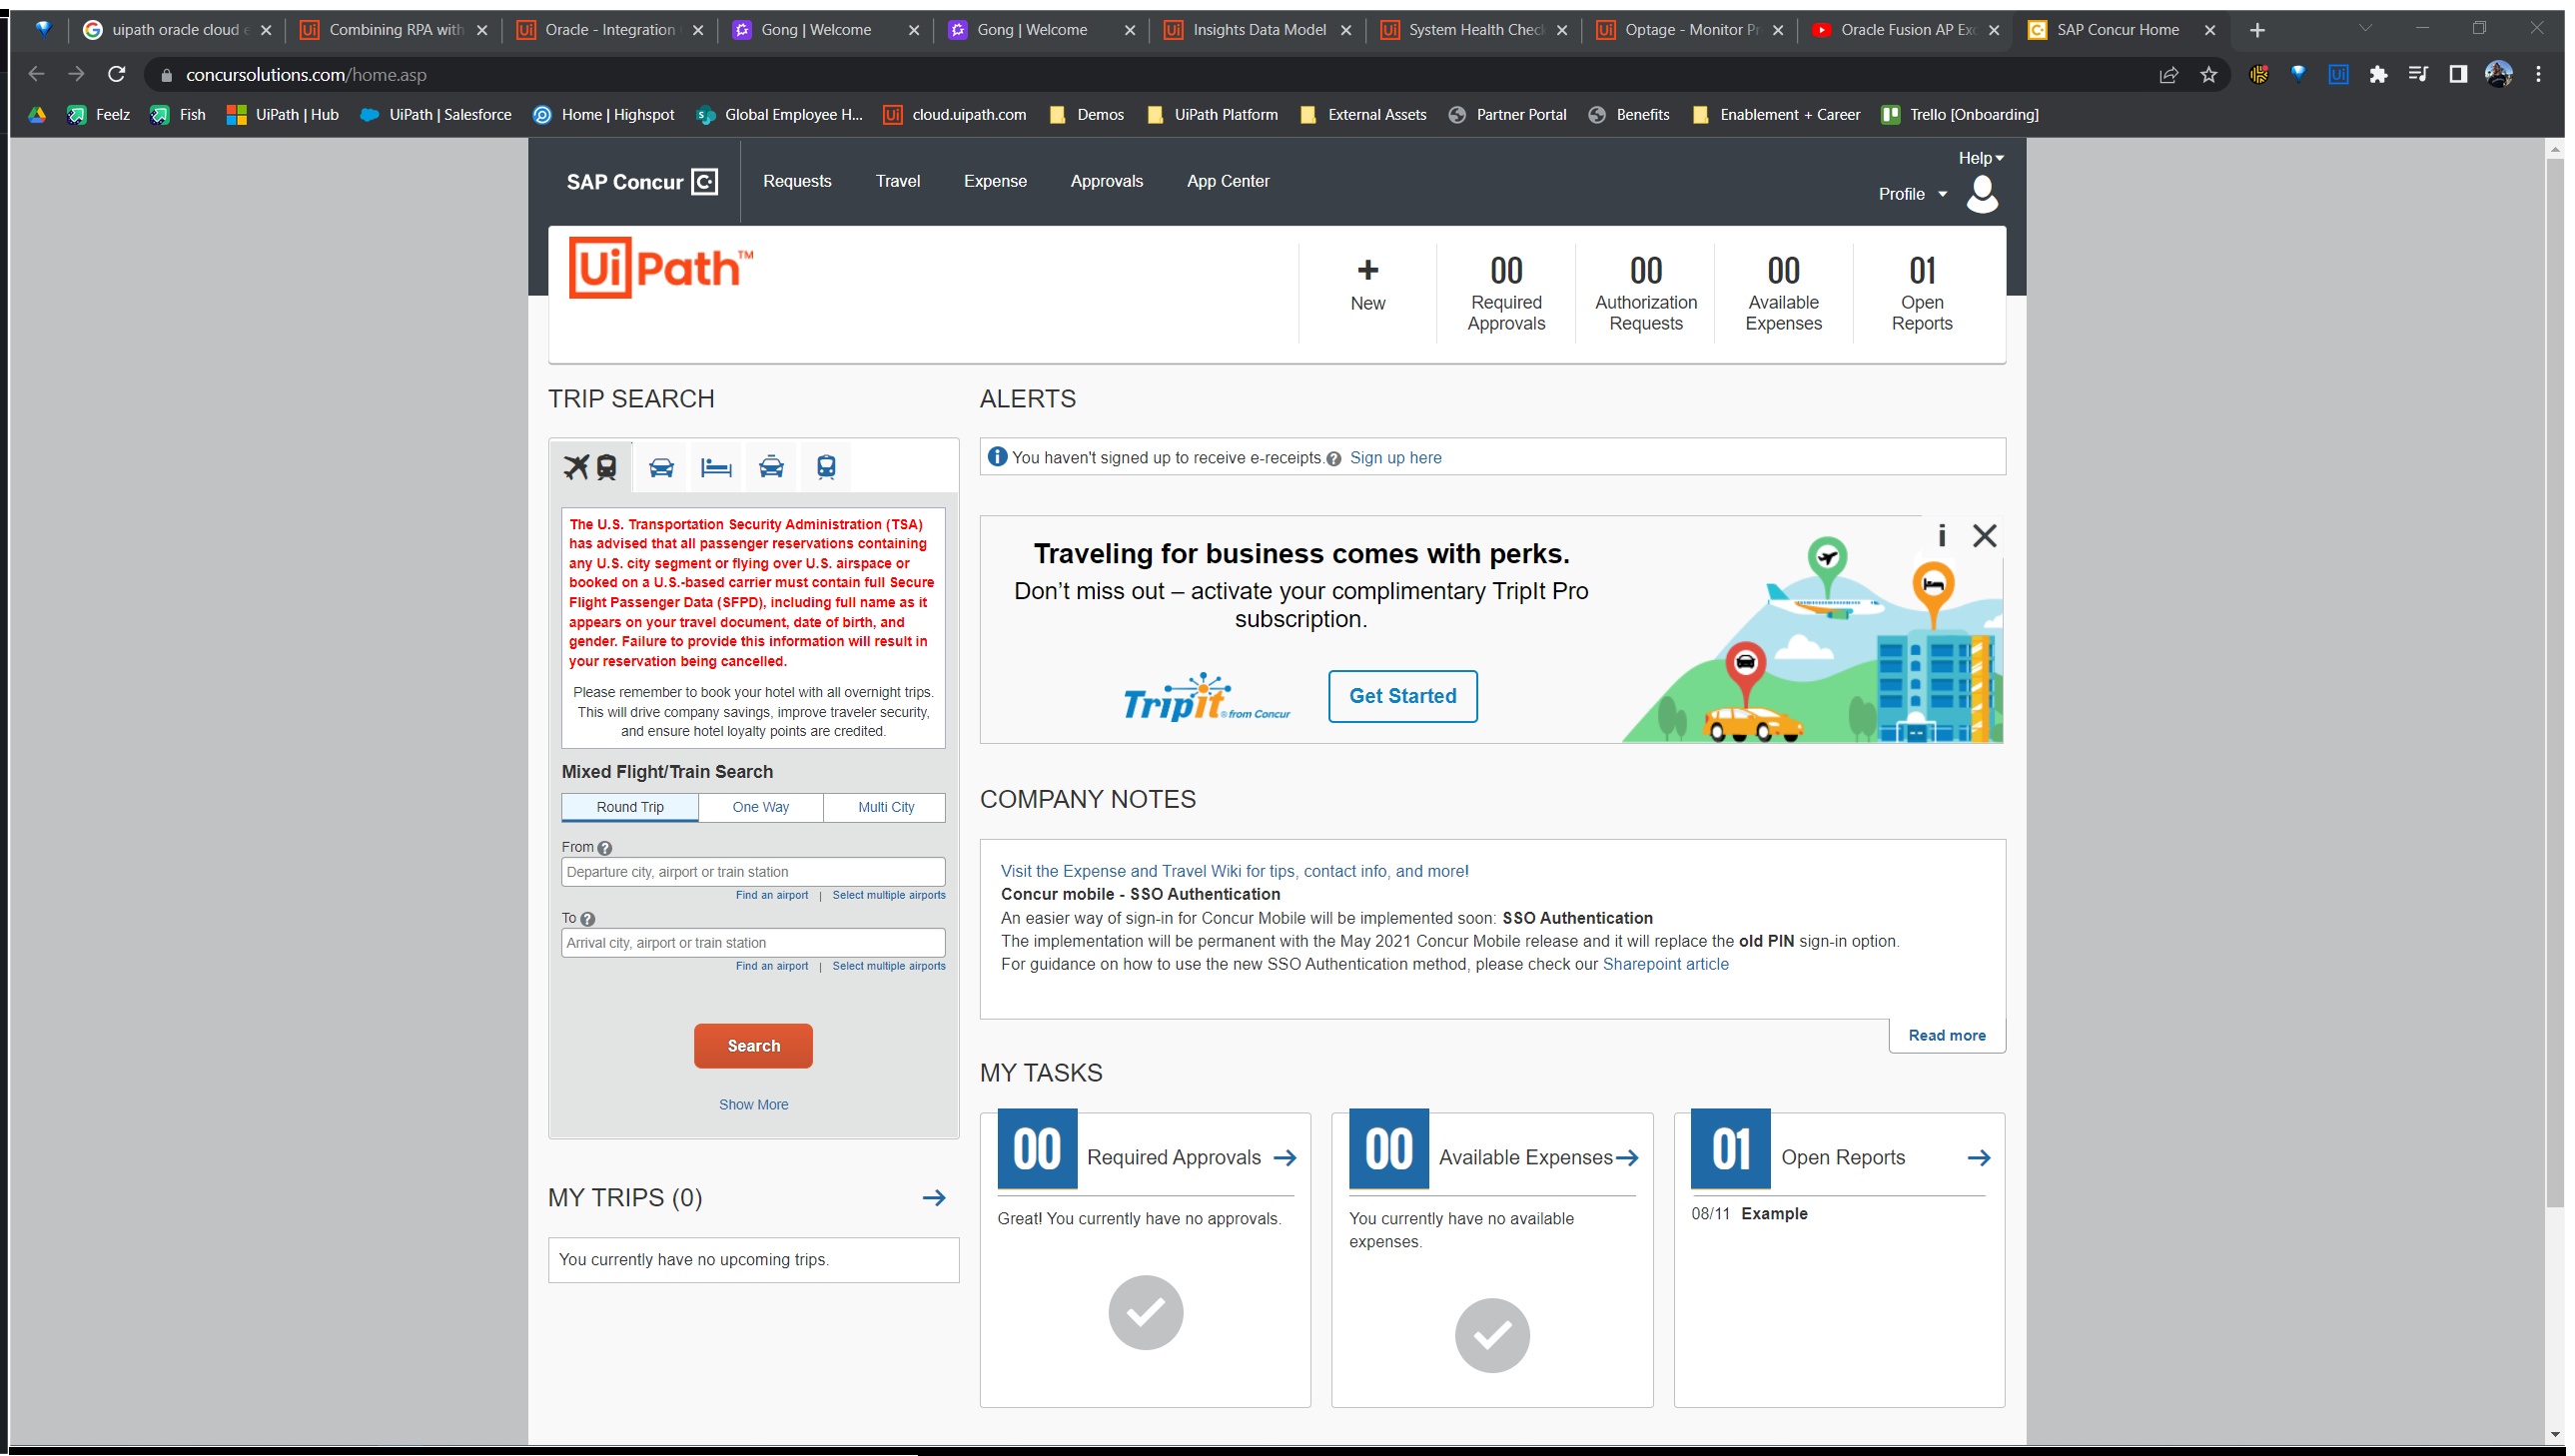 uipath oracle cloud e
Combining RPA with
Oracle - Integration
Gong | Welcome
Gong | Welcome
Insights Data Model
System Health Check
Optage - Monitor Pr
Oracle Fusion AP Exc
SAP Concur Home
concursolutions.com/home.asp
Feelz
Fish
UiPath | Hub
UiPath | Salesforce
Home | Highspot
Global Employee H...
cloud.uipath.com
Demos
UiPath Platform
External Assets
Partner Portal
Benefits
Enablement + Career
Trello [Onboarding]
SAP Concur
Requests
Travel
Expense
Approvals
App Center
Help
Profile
UiPath™
New
00
Required
Approvals
00
Authorization
Requests
00
Available
Expenses
01
Open
Reports
TRIP SEARCH
The U.S. Transportation Security Administration (TSA)
has advised that all passenger reservations containing
any U.S. city segment or flying over U.S. airspace or
booked on a U.S.-based carrier must contain full Secure
Flight Passenger Data (SFPD), including full name as it
appears on your travel document, date of birth, and
gender. Failure to provide this information will result in
your reservation being cancelled.
Please remember to book your hotel with all overnight trips.
This will drive company savings, improve traveler security,
and ensure hotel loyalty points are credited.
Mixed Flight/Train Search
Round Trip
One Way
Multi City
From
Departure city, airport or train station
Find an airport | Select multiple airports
To
Arrival city, airport or train station
Find an airport | Select multiple airports
Search
Show More
MY TRIPS (0)
You currently have no upcoming trips.
ALERTS
You haven't signed up to receive e-receipts. Sign up here
Traveling for business comes with perks.
Don't miss out – activate your complimentary TripIt Pro
subscription.
TripIt® from Concur
Get Started
COMPANY NOTES
Visit the Expense and Travel Wiki for tips, contact info, and more!
Concur mobile - SSO Authentication
An easier way of sign-in for Concur Mobile will be implemented soon: SSO Authentication
The implementation will be permanent with the May 2021 Concur Mobile release and it will replace the old PIN sign-in option.
For guidance on how to use the new SSO Authentication method, please check our Sharepoint article
Read more
MY TASKS
00 Required Approvals
Great! You currently have no approvals.
00 Available Expenses
You currently have no available
expenses.
01 Open Reports
08/11 Example